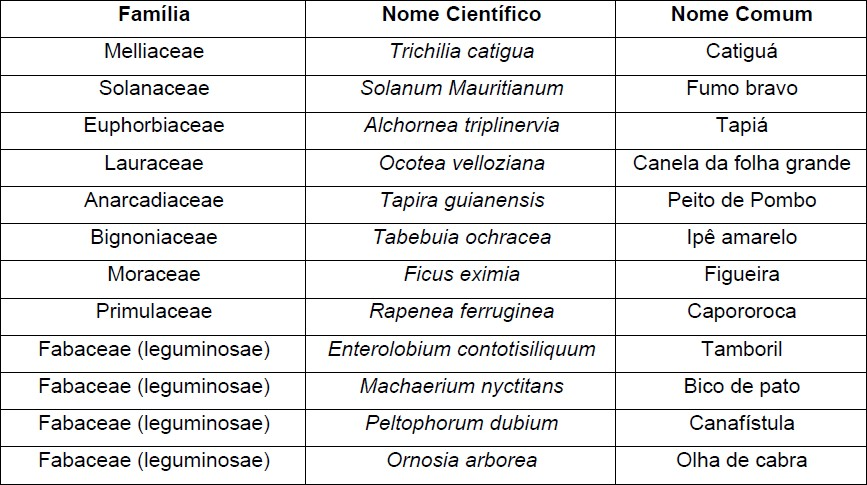 Família Nome Científico Nome Comum
Melliaceae Trichilia catigua Catiguá
Solanaceae Solanum Mauritianum Fumo bravo
Euphorbiaceae Alchornea triplinervia Tapiá
Lauraceae Ocotea velloziana Canela da folha grande
Anarcadiaceae Tapira guianensis Peito de Pombo
Bignoniaceae Tabebuia ochracea Ipê amarelo
Moraceae Ficus eximia Figueira
Primulaceae Rapenea ferruginea Capororoca
Fabaceae (leguminosae) Enterolobium contotisiliquum Tamboril
Fabaceae (leguminosae) Machaerium nyctitans Bico de pato
Fabaceae (leguminosae) Peltophorum dubium Canafístula
Fabaceae (leguminosae) Ornosia arborea Olha de cabra